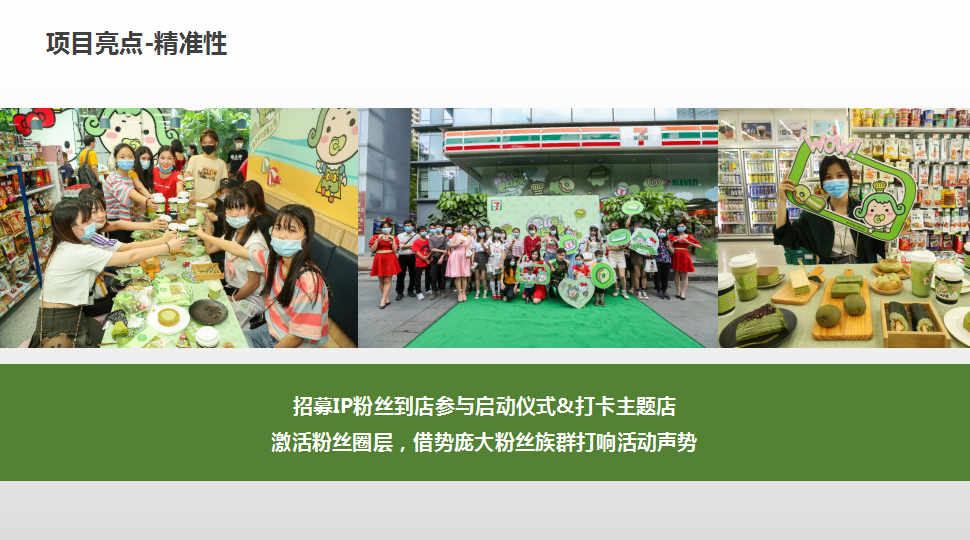 项目亮点-精准性
WOW!
招募IP粉丝到店参与启动仪式&打卡主题店
激活粉丝圈层，借势庞大粉丝族群打响活动声势